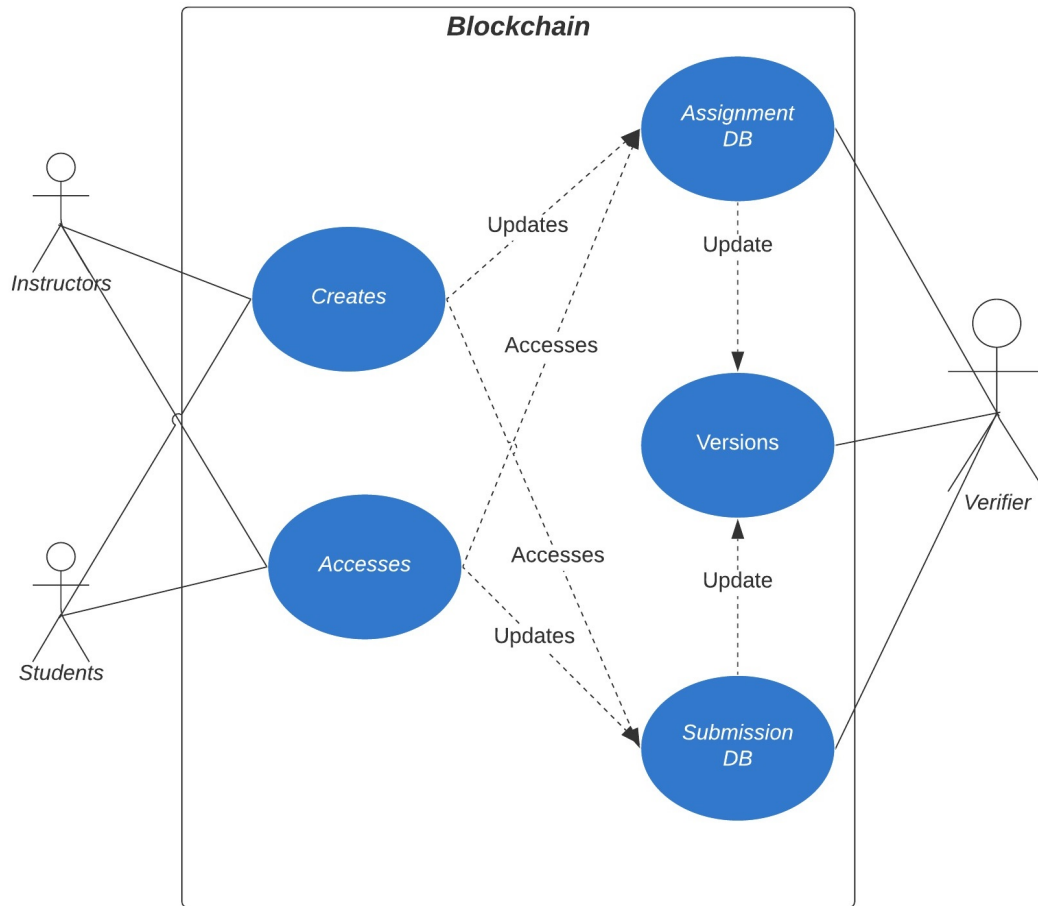 Blockchain
Assignment
DB
Updates
Update
Instructors
Creates
Accesses
Versions
Verifier
Accesses
Accesses
Update
Updates
Students
Submission
DB